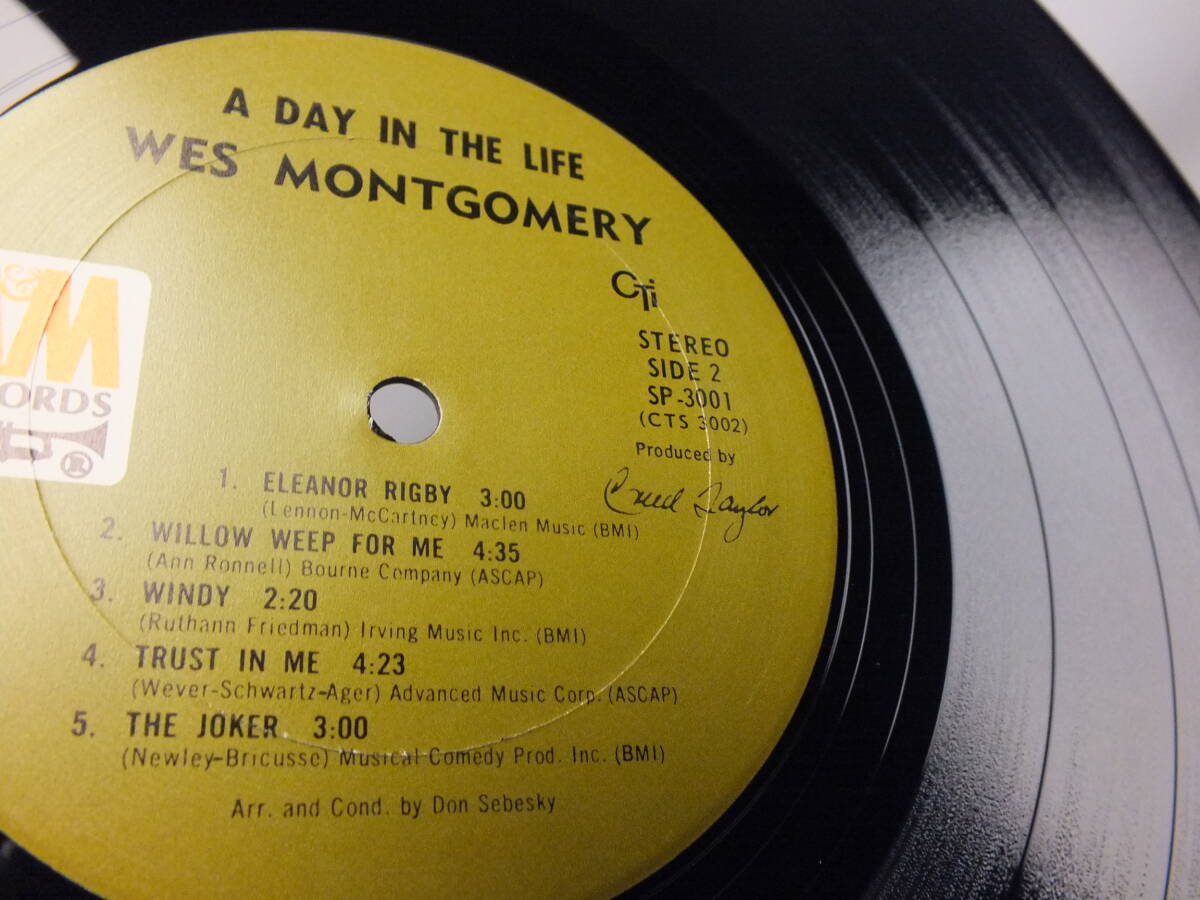 A DAY IN THE LIFE
WES MONTGOMERY
&M
ORDS
®
CTi
STEREO
SIDE 2
SP-3001
(CTS 3002)
Produced by
Creed Taylor
1. ELEANOR RIGBY 3:00
(Lennon-McCartney) Maclen Music (BMI)
2. WILLOW WEEP FOR ME 4:35
(Ann Ronnell) Bourne Company (ASCAP)
3. WINDY 2:20
(Ruthann Friedman) Irving Music Inc. (BMI)
4. TRUST IN ME 4:23
(Wever-Schwartz-Ager) Advanced Music Corp. (ASCAP)
5. THE JOKER 3:00
(Newley-Bricusse) Musical Comedy Prod. Inc. (BMI)
Arr. and Cond. by Don Sebesky